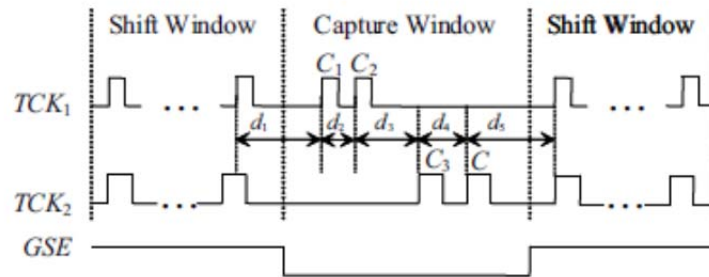 Shift Window Capture Window Shift Window
C1 C2
TCK1 ... ...
d1 d2 d3 d4 d5
C3 C
TCK2 ... ...
GSE